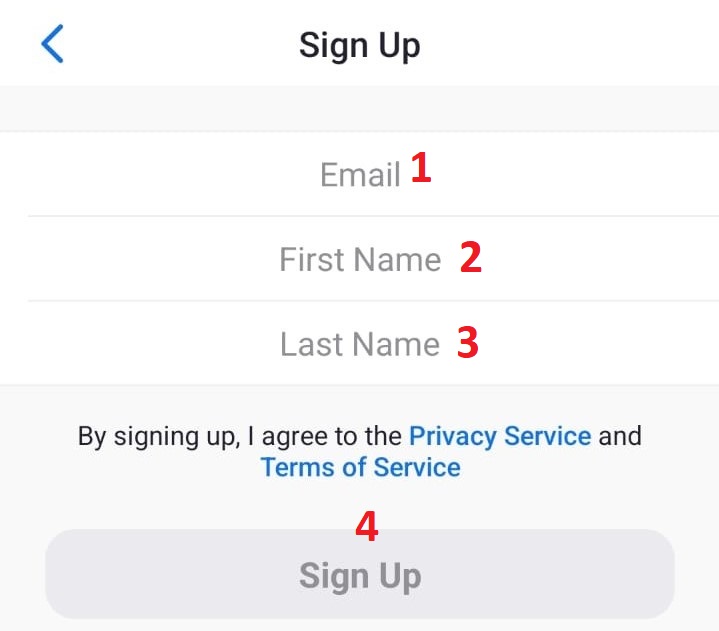 Sign Up
Email 1
First Name 2
Last Name 3
By signing up, I agree to the Privacy Service and
Terms of Service
4
Sign Up